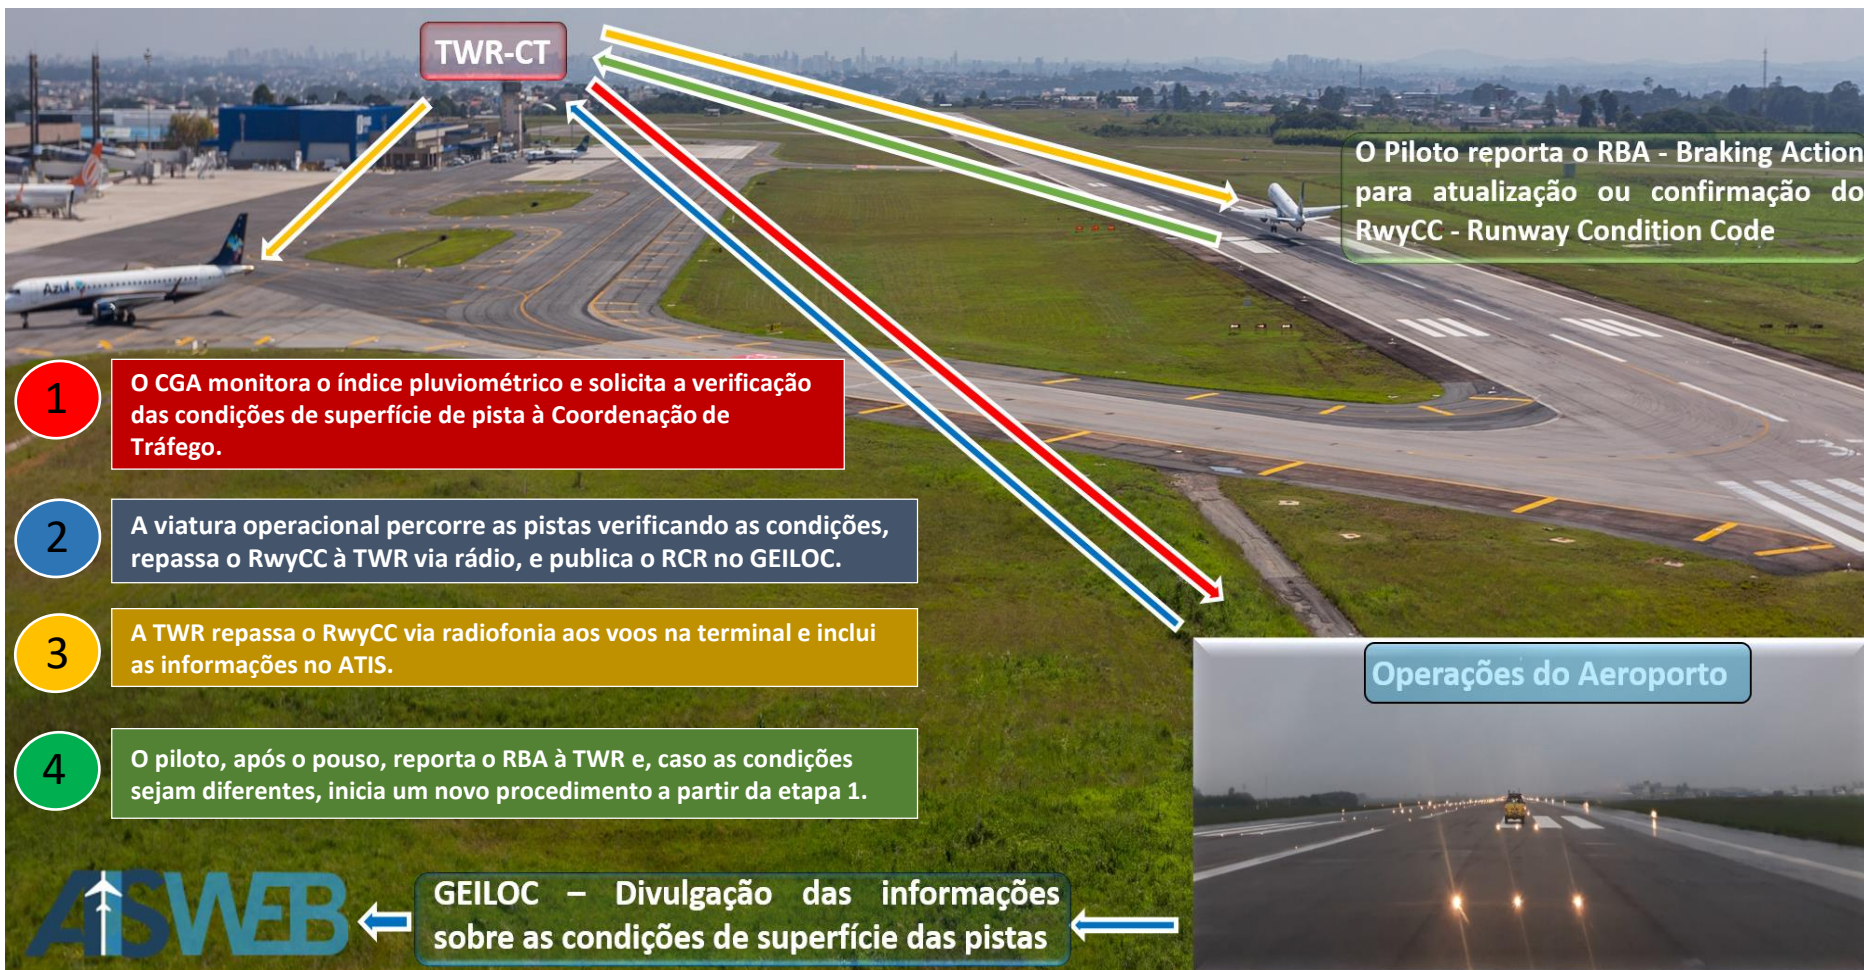 TWR-CT
O Piloto reporta o RBA - Braking Action
para atualização ou confirmação do
RwyCC - Runway Condition Code
Azul
1
O CGA monitora o índice pluviométrico e solicita a verificação
das condições de superfície de pista à Coordenação de
Tráfego.
2
A viatura operacional percorre as pistas verificando as condições,
repassa o RwyCC à TWR via rádio, e publica o RCR no GEILOC.
3
A TWR repassa o RwyCC via radiofonia aos voos na terminal e inclui
as informações no ATIS.
4
O piloto, após o pouso, reporta o RBA à TWR e, caso as condições
sejam diferentes, inicia um novo procedimento a partir da etapa 1.
Operações do Aeroporto
AISWEB
GEILOC – Divulgação das informações
sobre as condições de superfície das pistas